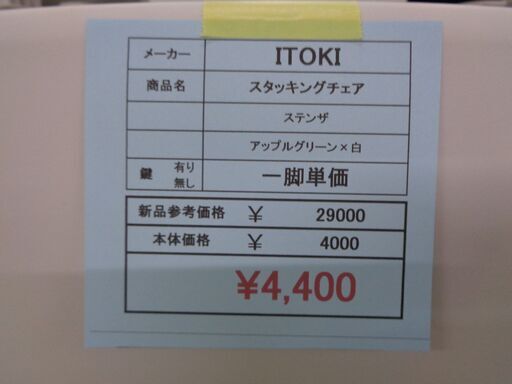 メーカー ITOKI
商品名 スタッキングチェア
ステンザ
アップルグリーン×白
鍵 有り 無し 一脚単価
新品参考価格 ¥ 29000
本体価格 ¥ 4000
¥4,400